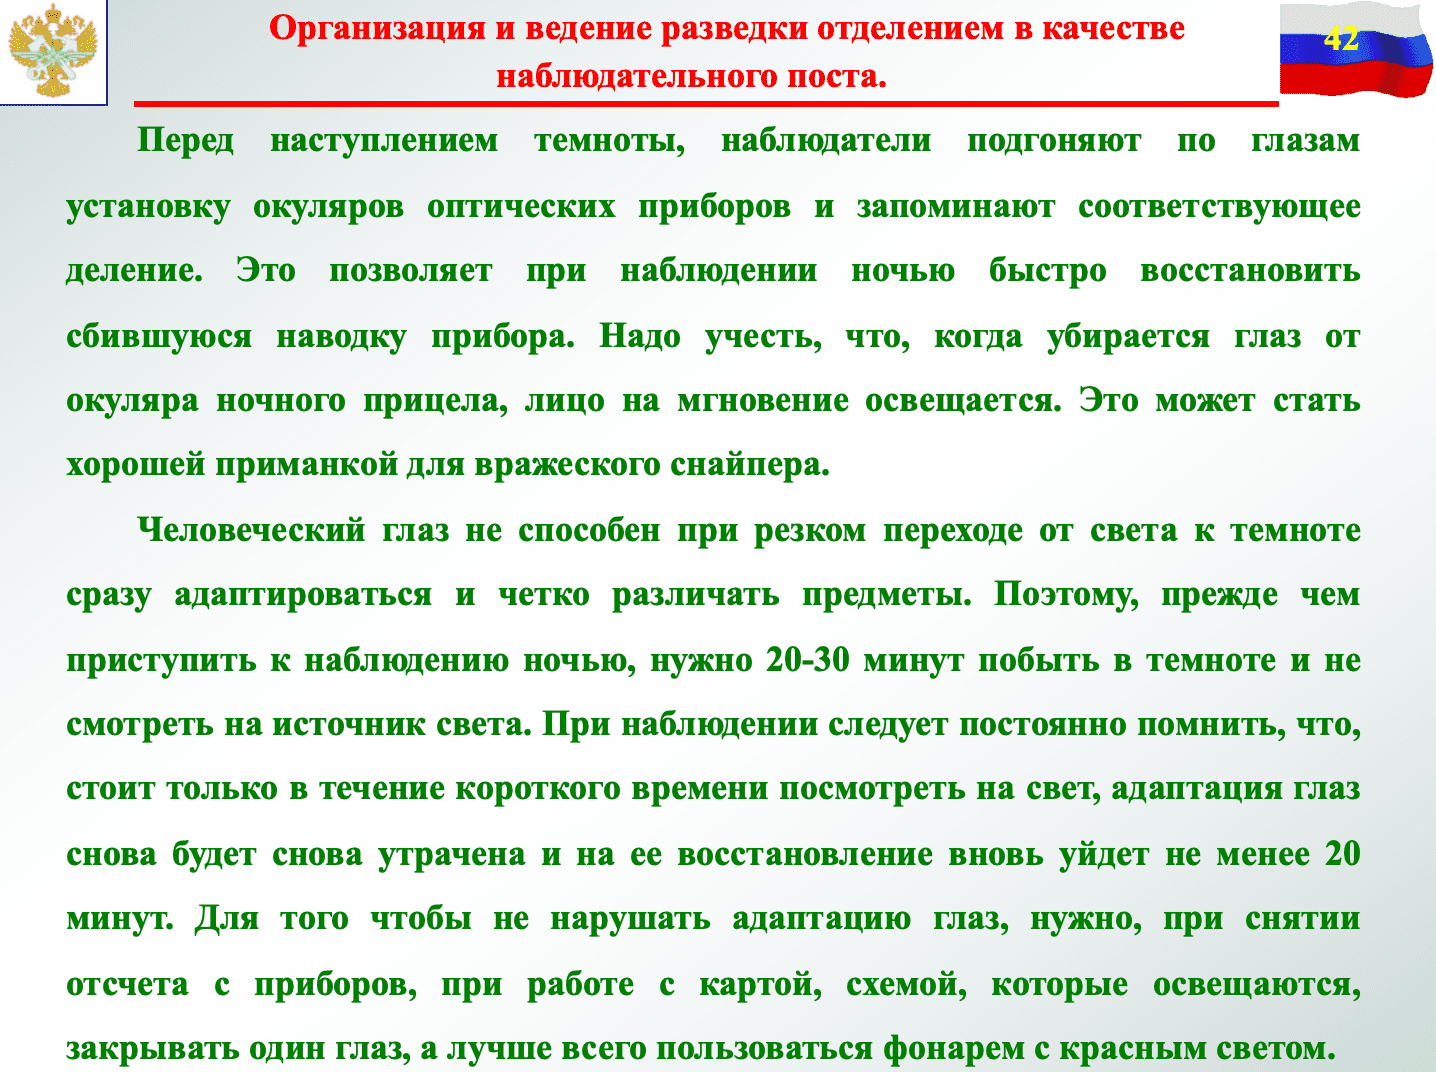 Организация и ведение разведки отделением в качестве
наблюдательного поста.
42
Перед наступлением темноты, наблюдатели подгоняют по глазам
установку окуляров оптических приборов и запоминают соответствующее
деление. Это позволяет при наблюдении ночью быстро восстановить
сбившуюся наводку прибора. Надо учесть, что, когда убирается глаз от
окуляра ночного прицела, лицо на мгновение освещается. Это может стать
хорошей приманкой для вражеского снайпера.
Человеческий глаз не способен при резком переходе от света к темноте
сразу адаптироваться и четко различать предметы. Поэтому, прежде чем
приступить к наблюдению ночью, нужно 20-30 минут побыть в темноте и не
смотреть на источник света. При наблюдении следует постоянно помнить, что,
стоит только в течение короткого времени посмотреть на свет, адаптация глаз
снова будет снова утрачена и на ее восстановление вновь уйдет не менее 20
минут. Для того чтобы не нарушать адаптацию глаз, нужно, при снятии
отсчета с приборов, при работе с картой, схемой, которые освещаются,
закрывать один глаз, а лучше всего пользоваться фонарем с красным светом.